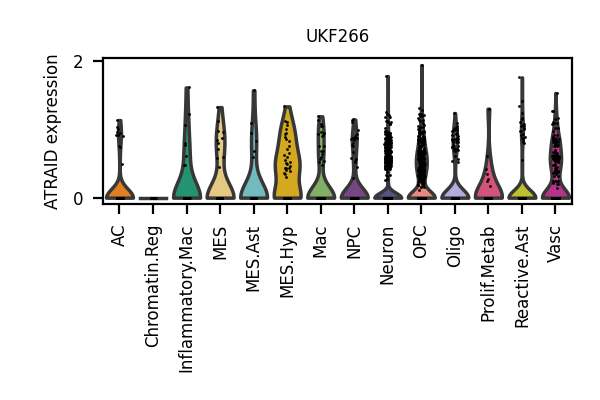 UKF266
ATRAID expression
2
0
AC
Chromatin.Reg
Inflammatory.Mac
MES
MES.Ast
MES.Hyp
Mac
NPC
Neuron
OPC
Oligo
Prolif.Metab
Reactive.Ast
Vasc